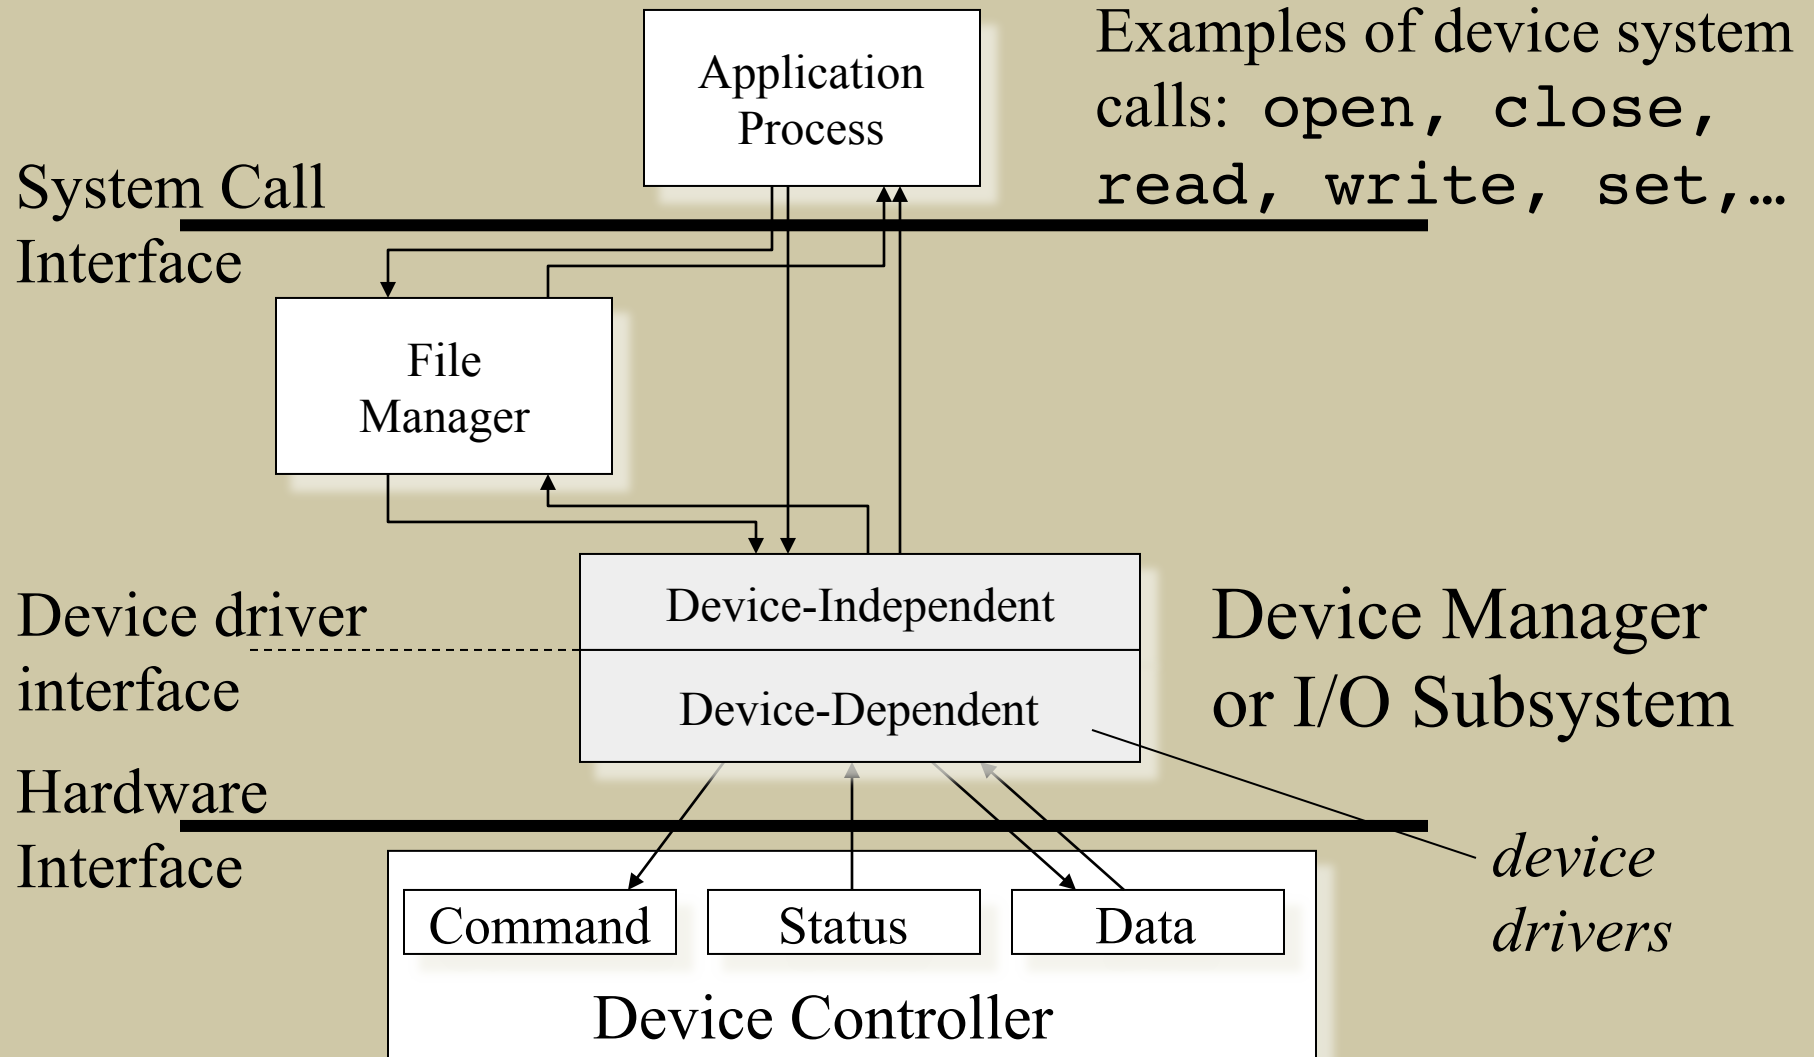 Application
Process
Examples of device system
calls: open, close,
read, write, set,…
System Call
Interface
File
Manager
Device driver
interface
Device-Independent
Device-Dependent
Device Manager
or I/O Subsystem
Hardware
Interface
device
drivers
Command
Status
Data
Device Controller